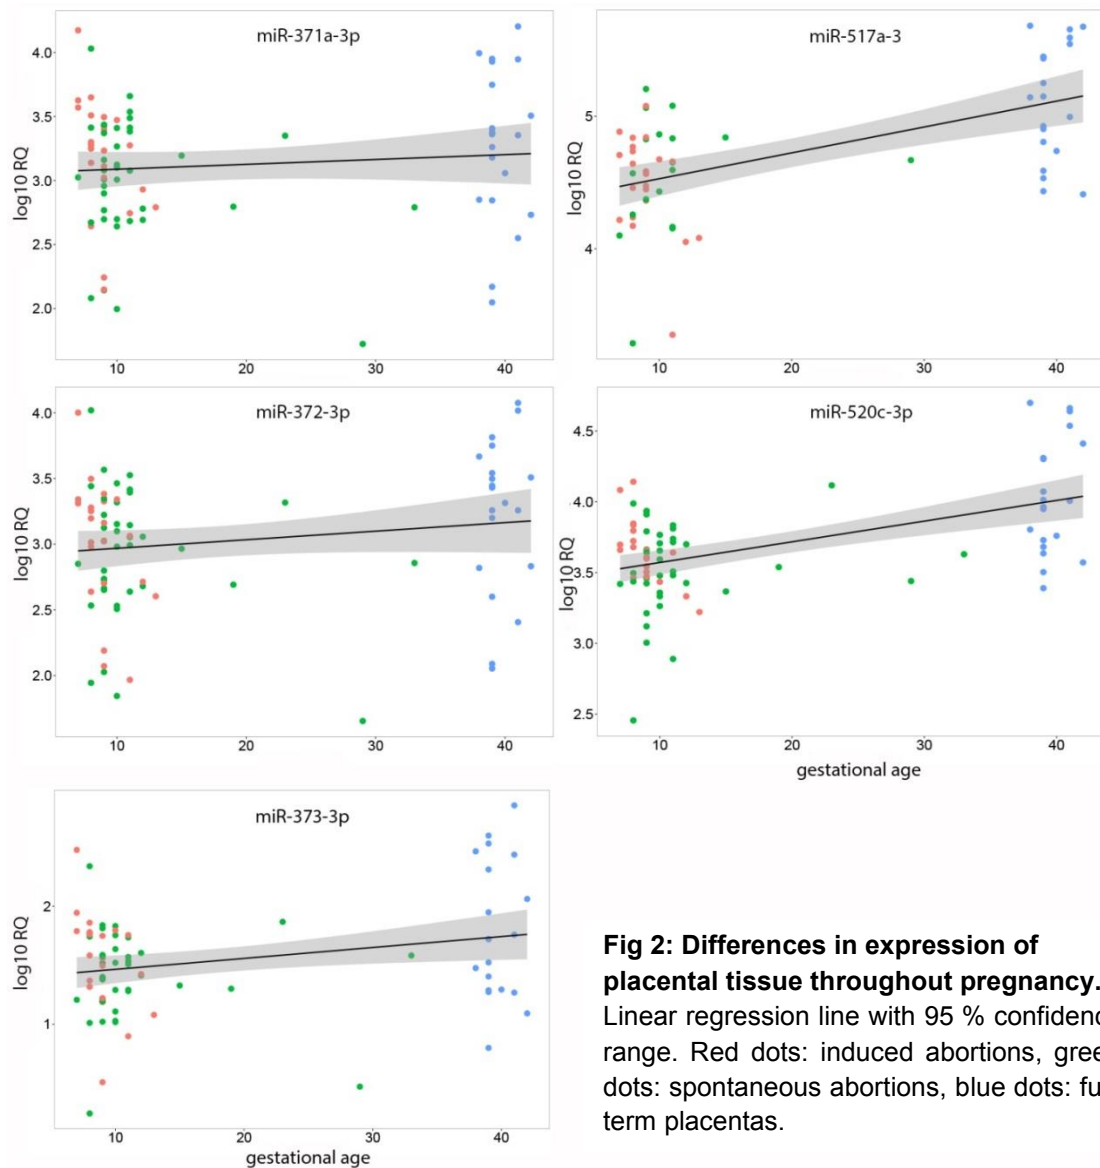 miR-371a-3p
log10 RQ
4.0
3.5
3.0
2.5
2.0
10 20 30 40
miR-517a-3
log10 RQ
5
4
10 20 30 40
miR-372-3p
log10 RQ
4.0
3.5
3.0
2.5
2.0
10 20 30 40
miR-520c-3p
log10 RQ
4.5
4.0
3.5
3.0
2.5
10 20 30 40
gestational age
miR-373-3p
log10 RQ
2
1
10 20 30 40
gestational age
Fig 2: Differences in expression of
placental tissue throughout pregnancy.
Linear regression line with 95 % confidenc
range. Red dots: induced abortions, gree
dots: spontaneous abortions, blue dots: fu
term placentas.